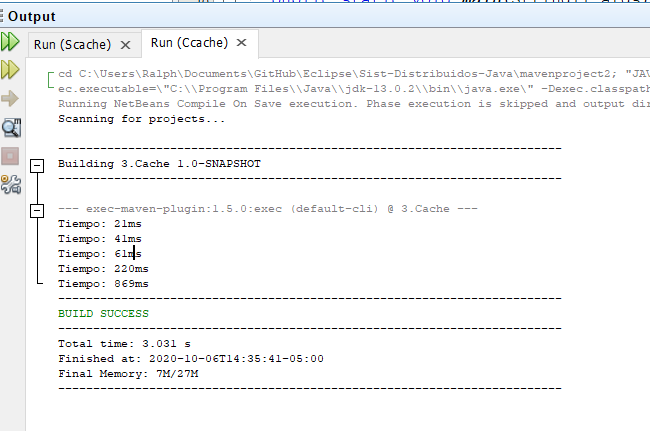 Output
Run (Scache) × Run (Ccache) ×
cd C:\Users\Ralph\Documents\GitHub\Eclipse\Sist-Distribuidos-Java\mavenproject2; "JAV
ec.executable=\"C:\\Program Files\\Java\\jdk-13.0.2\\bin\\java.exe\" -Dexec.classpath
Running NetBeans Compile On Save execution. Phase execution is skipped and output dir
Scanning for projects...
------------------------------------------------------------------------
Building 3.Cache 1.0-SNAPSHOT
------------------------------------------------------------------------
--- exec-maven-plugin:1.5.0:exec (default-cli) @ 3.Cache ---
Tiempo: 21ms
Tiempo: 41ms
Tiempo: 61ms
Tiempo: 220ms
Tiempo: 869ms
------------------------------------------------------------------------
BUILD SUCCESS
------------------------------------------------------------------------
Total time: 3.031 s
Finished at: 2020-10-06T14:35:41-05:00
Final Memory: 7M/27M
------------------------------------------------------------------------